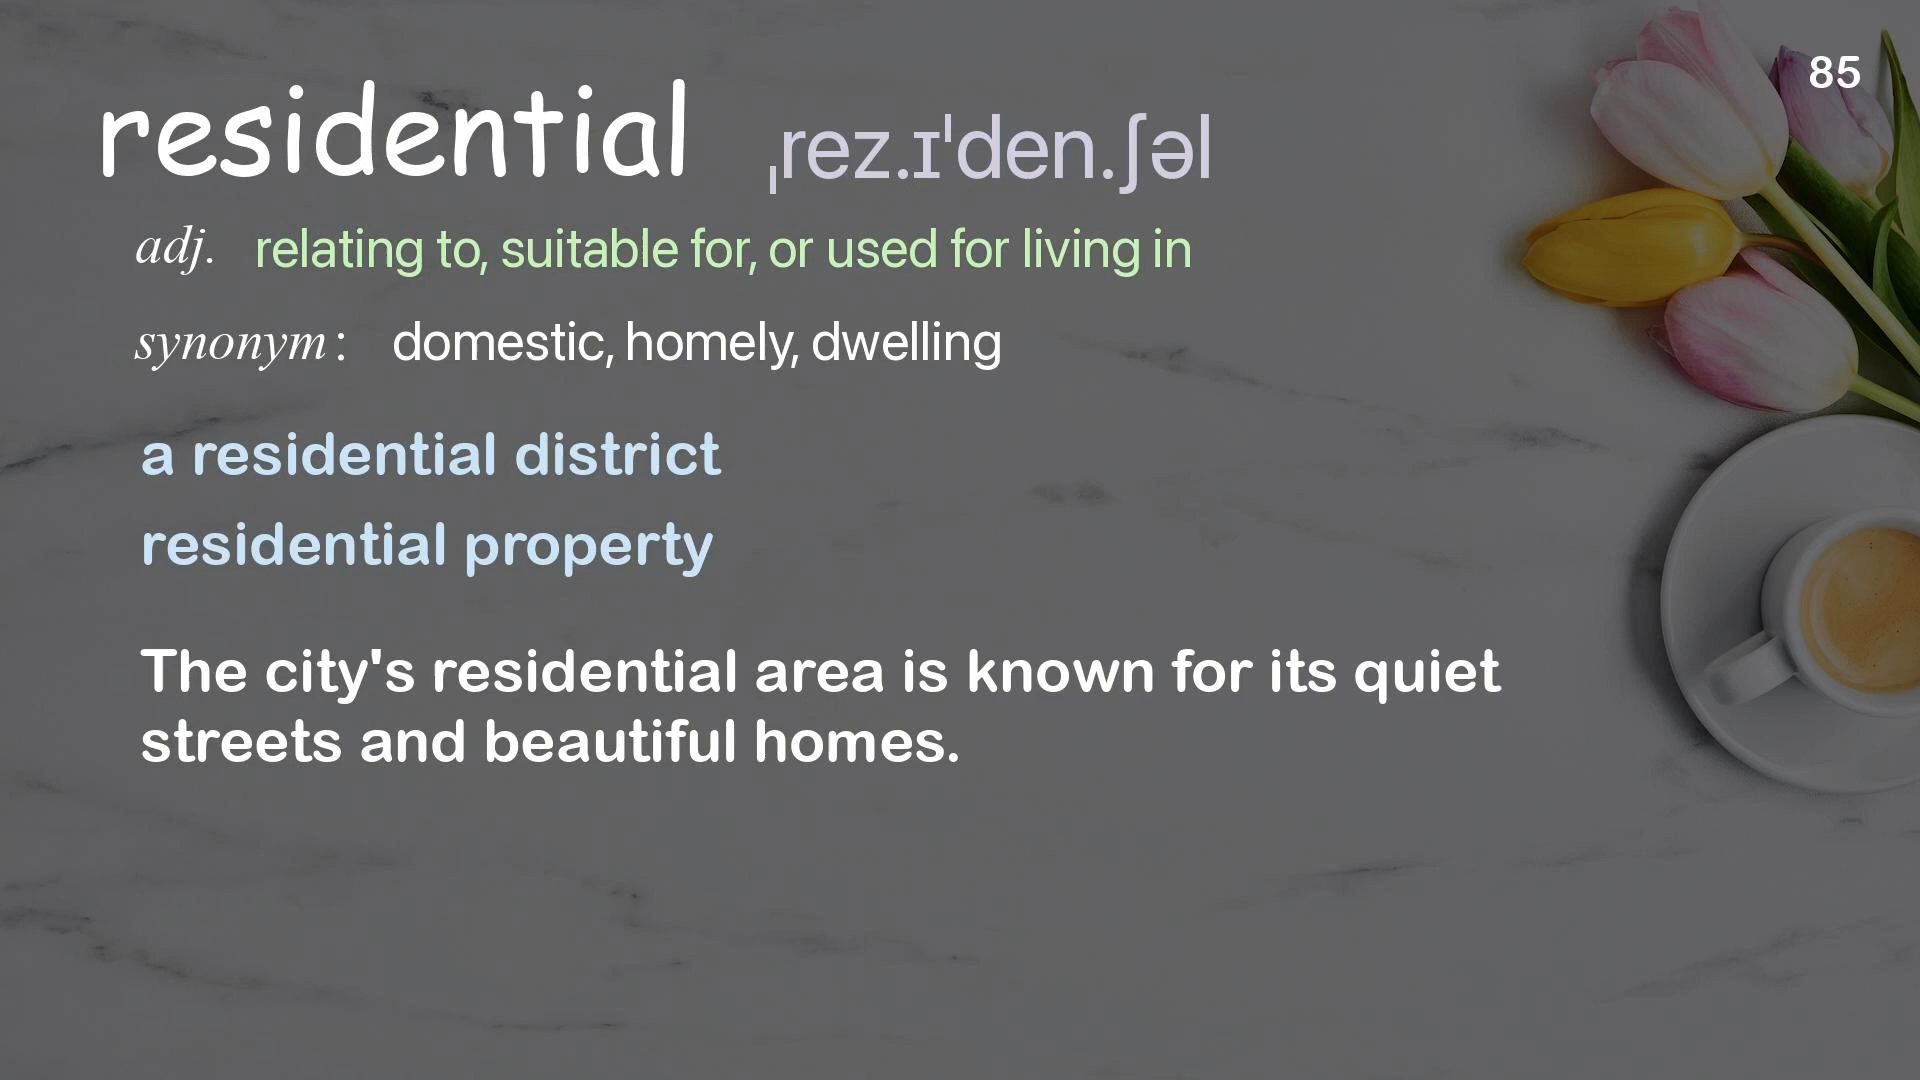 85
residential ˌrez.ɪˈden.ʃəl
adj. relating to, suitable for, or used for living in
synonym : domestic, homely, dwelling
a residential district
residential property
The city's residential area is known for its quiet
streets and beautiful homes.